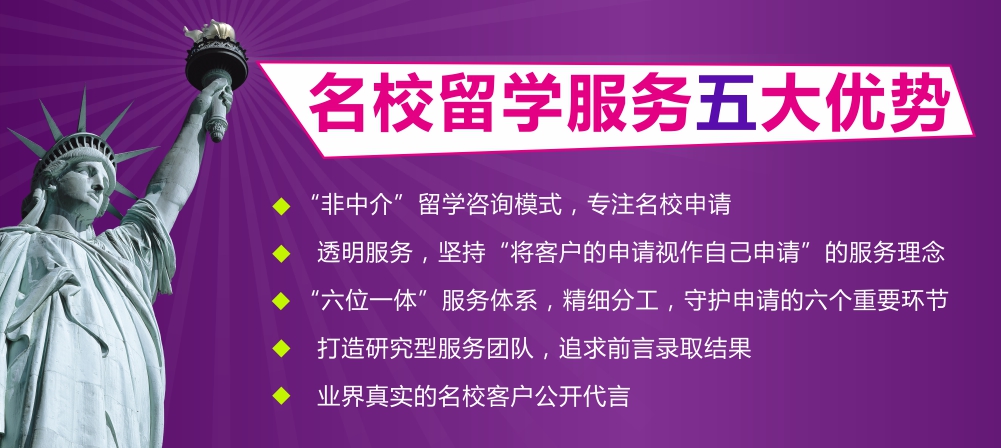 名校留学服务五大优势
“非中介”留学咨询模式，专注名校申请
透明服务，坚持“将客户的申请视作自己申请”的服务理念
“六位一体”服务体系，精细分工，守护申请的六个重要环节
打造研究型服务团队，追求前言录取结果
业界真实的名校客户公开代言